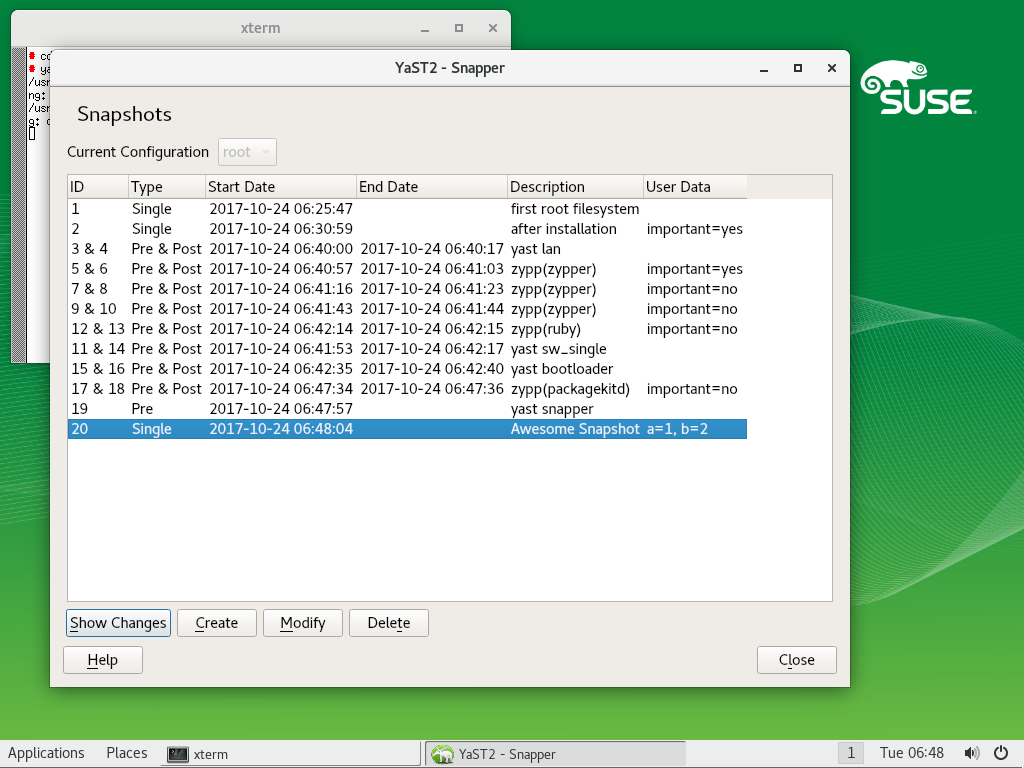 xterm
YaST2 - Snapper
SUSE
Snapshots
Current Configuration root
ID Type Start Date End Date Description User Data
1 Single 2017-10-24 06:25:47 first root filesystem
2 Single 2017-10-24 06:30:59 after installation important=yes
3 & 4 Pre & Post 2017-10-24 06:40:00 2017-10-24 06:40:17 yast lan
5 & 6 Pre & Post 2017-10-24 06:40:57 2017-10-24 06:41:03 zypp(zypper) important=yes
7 & 8 Pre & Post 2017-10-24 06:41:16 2017-10-24 06:41:23 zypp(zypper) important=no
9 & 10 Pre & Post 2017-10-24 06:41:43 2017-10-24 06:41:44 zypp(zypper) important=no
12 & 13 Pre & Post 2017-10-24 06:42:14 2017-10-24 06:42:15 zypp(ruby) important=no
11 & 14 Pre & Post 2017-10-24 06:41:53 2017-10-24 06:42:17 yast sw_single
15 & 16 Pre & Post 2017-10-24 06:42:35 2017-10-24 06:42:40 yast bootloader
17 & 18 Pre & Post 2017-10-24 06:47:34 2017-10-24 06:47:36 zypp(packagekitd) important=no
19 Pre 2017-10-24 06:47:57 yast snapper
20 Single 2017-10-24 06:48:04 Awesome Snapshot a=1, b=2
Show Changes Create Modify Delete
Help Close
Applications Places xterm YaST2 - Snapper 1 Tue 06:48